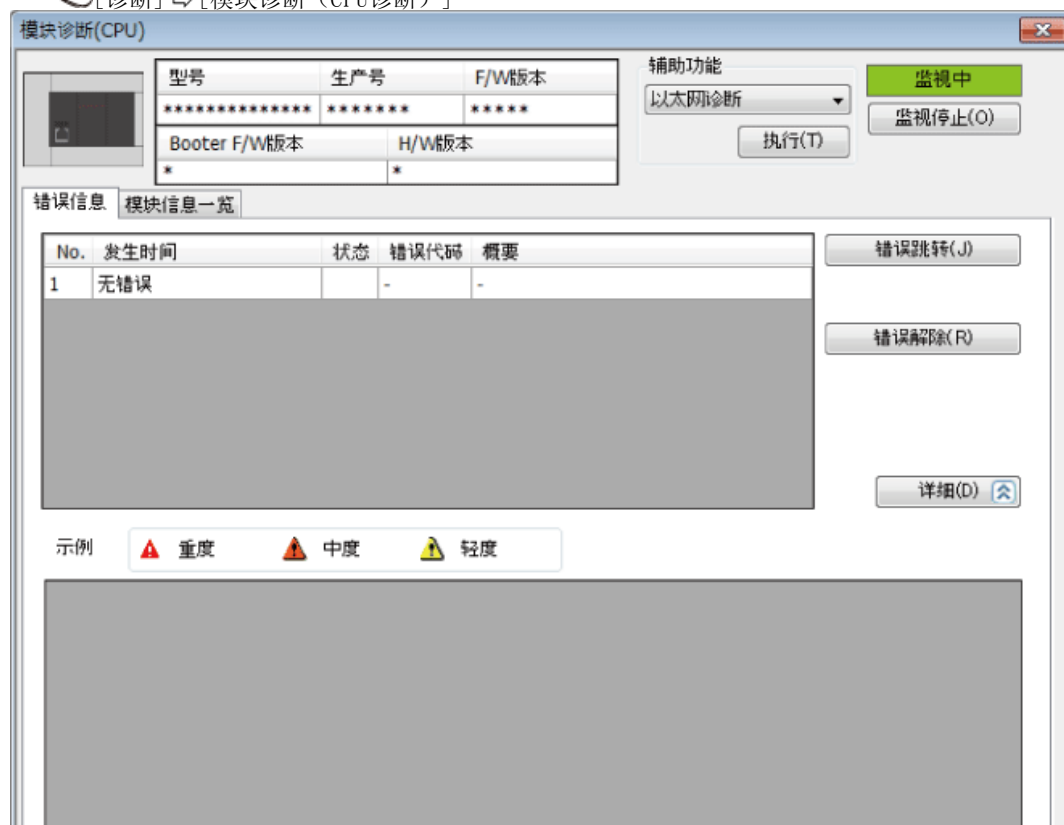 [诊断]⇨[模块诊断（CPU诊断）]
模块诊断(CPU)
型号 生产号 F/W版本
************** ******* *****
Booter F/W版本 H/W版本
* *
辅助功能
以太网诊断
执行(T)
监视中
监视停止(O)
错误信息 模块信息一览
No. 发生时间 状态 错误代码 概要
1 无错误 - -
错误跳转(J)
错误解除(R)
详细(D)
示例 重度 中度 轻度